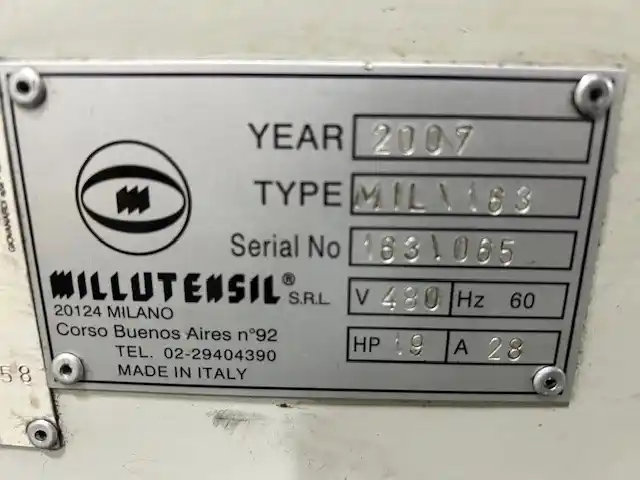 YEAR 2007
TYPE MIL\163
Serial No 163\065
MILLUTENSIL® S.R.L.
20124 MILANO
Corso Buenos Aires n°92
TEL. 02-29404390
MADE IN ITALY
V 480 Hz 60
HP 19 A 28
58